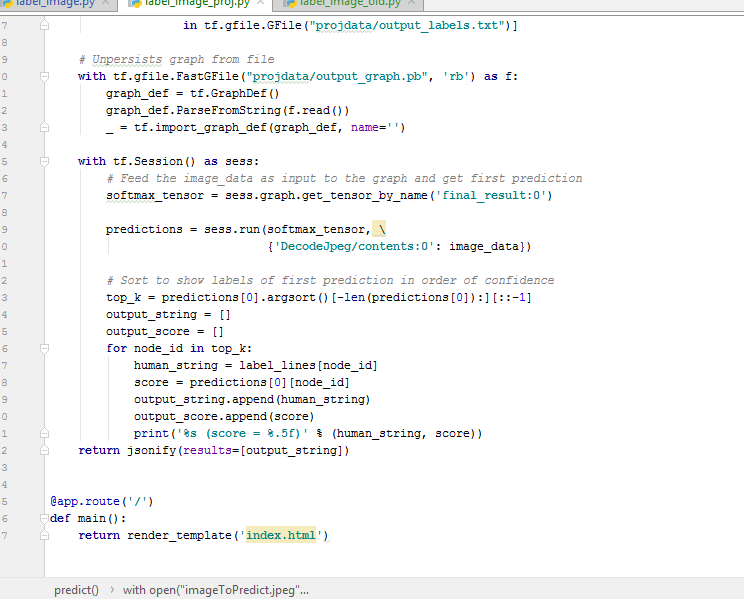 label_image.py × label_image_proj.py × label_image_old.py ×
7 in tf.gfile.GFile("projdata/output_labels.txt")]
8
9 # Unpersists graph from file
0 with tf.gfile.FastGFile("projdata/output_graph.pb", 'rb') as f:
1 graph_def = tf.GraphDef()
2 graph_def.ParseFromString(f.read())
3 _ = tf.import_graph_def(graph_def, name='')
4
5 with tf.Session() as sess:
6 # Feed the image_data as input to the graph and get first prediction
7 softmax_tensor = sess.graph.get_tensor_by_name('final_result:0')
8
9 predictions = sess.run(softmax_tensor, \
0 {'DecodeJpeg/contents:0': image_data})
1
2 # Sort to show labels of first prediction in order of confidence
3 top_k = predictions[0].argsort()[-len(predictions[0]):][::-1]
4 output_string = []
5 output_score = []
6 for node_id in top_k:
7 human_string = label_lines[node_id]
8 score = predictions[0][node_id]
9 output_string.append(human_string)
0 output_score.append(score)
1 print('%s (score = %.5f)' % (human_string, score))
2 return jsonify(results=[output_string])
3
4
5 @app.route('/')
6 def main():
7 return render_template('index.html')
predict() › with open("imageToPredict.jpeg"...